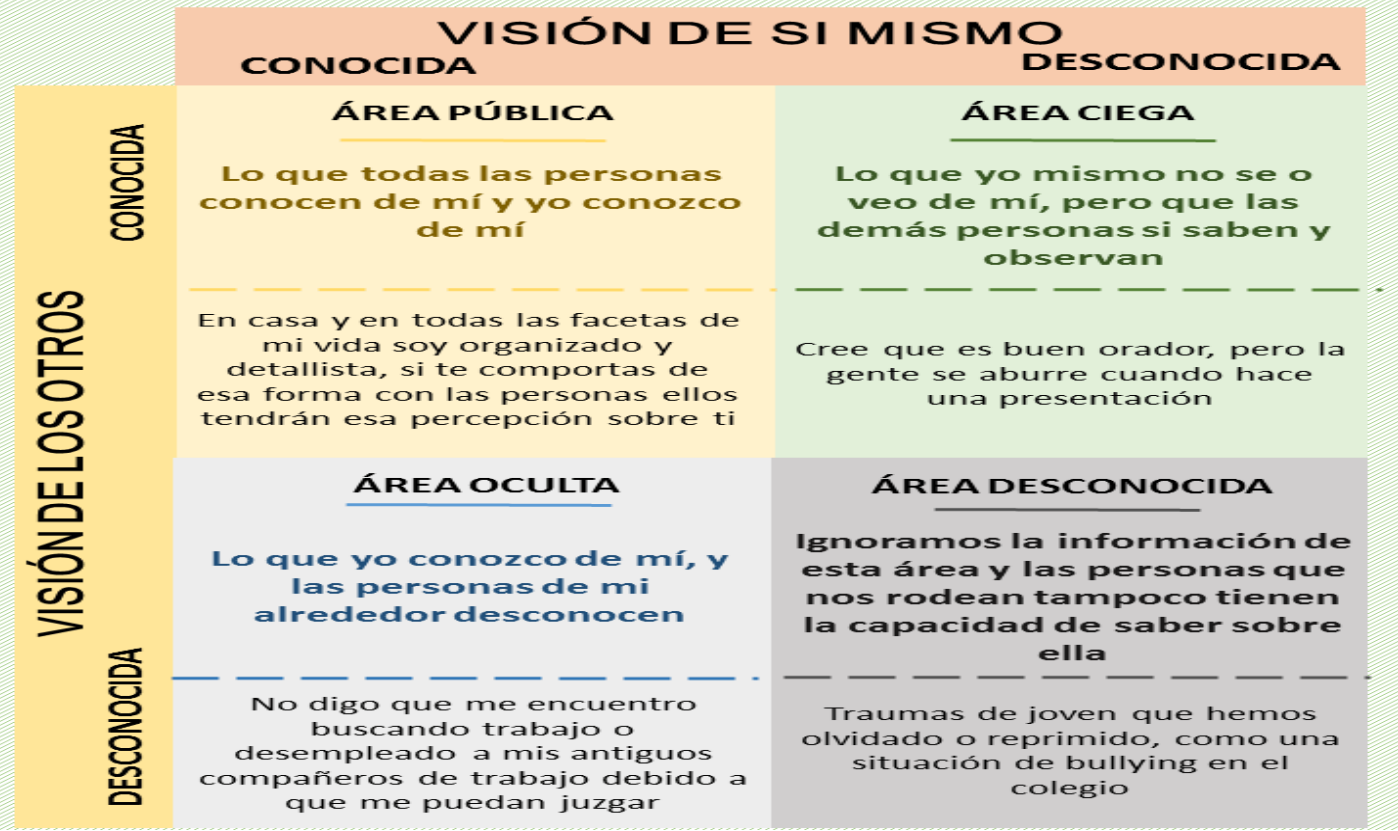 VISIÓN DE SI MISMO
CONOCIDA
DESCONOCIDA
VISIÓN DE LOS OTROS
CONOCIDA
DESCONOCIDA
ÁREA PÚBLICA
Lo que todas las personas
conocen de mí y yo conozco
de mí
En casa y en todas las facetas de
mi vida soy organizado y
detallista, si te comportas de
esa forma con las personas ellos
tendrán esa percepción sobre ti
ÁREA CIEGA
Lo que yo mismo no se o
veo de mí, pero que las
demás personas si saben y
observan
Cree que es buen orador, pero la
gente se aburre cuando hace
una presentación
ÁREA OCULTA
Lo que yo conozco de mí, y
las personas de mi
alrededor desconocen
No digo que me encuentro
buscando trabajo o
desempleado a mis antiguos
compañeros de trabajo debido a
que me puedan juzgar
ÁREA DESCONOCIDA
Ignoramos la información de
esta área y las personas que
nos rodean tampoco tienen
la capacidad de saber sobre
ella
Traumas de joven que hemos
olvidado o reprimido, como una
situación de bullying en el
colegio